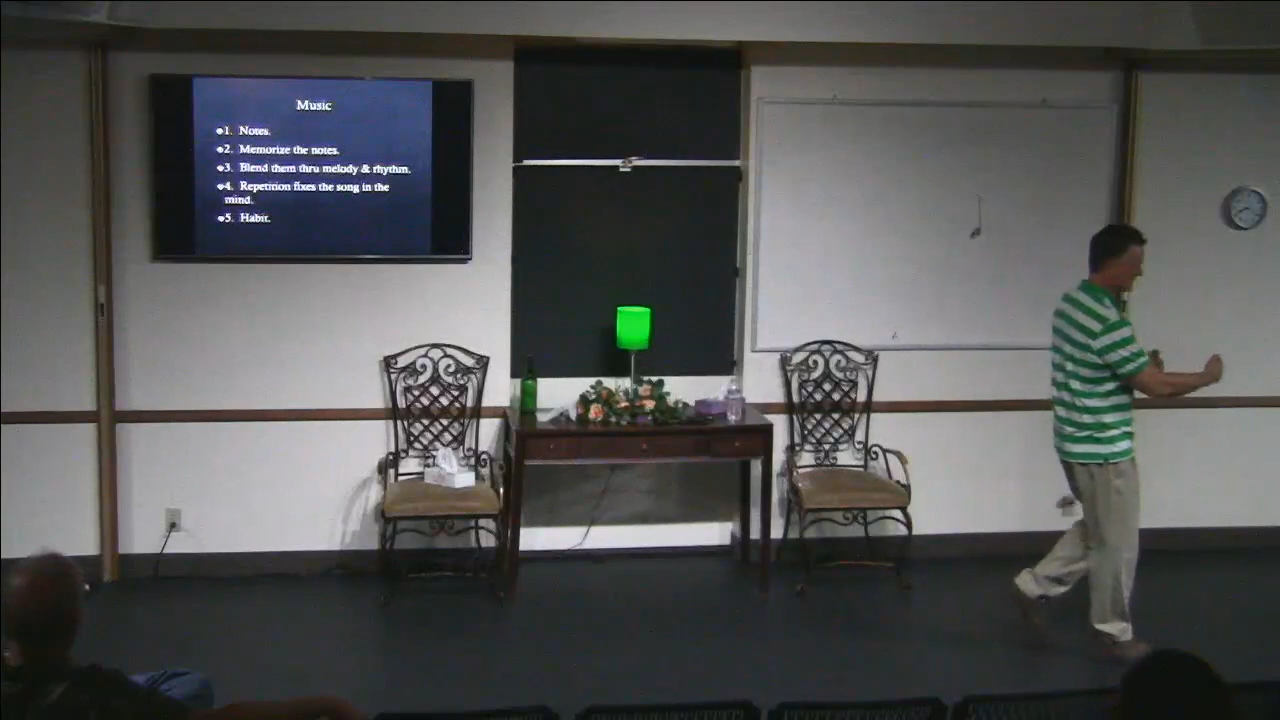 Music
1. Notes.
2. Memorize the notes.
3. Blend them thru melody & rhythm.
4. Repetition fixes the song in the
mind.
5. Habit.